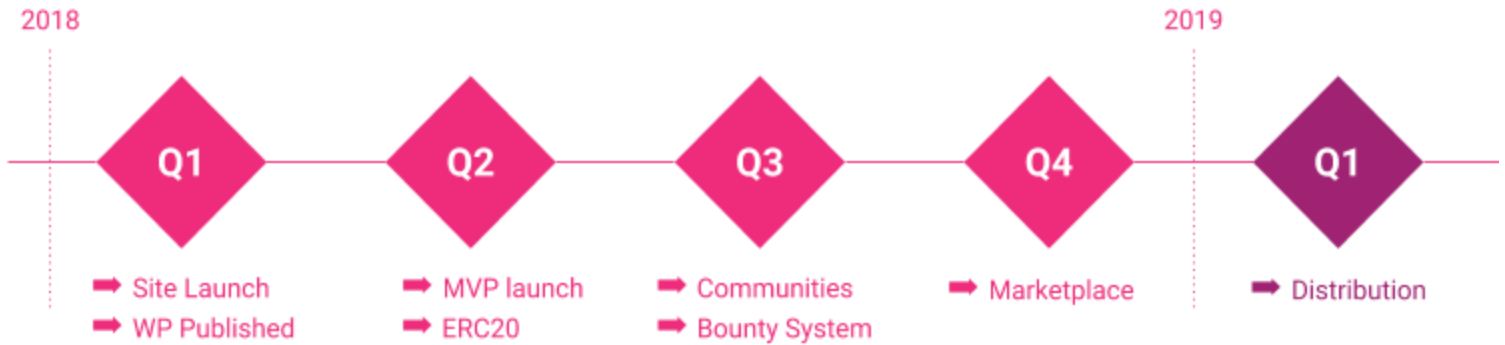 2018
2019
Q1
Q2
Q3
Q4
Q1
Site Launch
WP Published
MVP launch
ERC20
Communities
Bounty System
Marketplace
Distribution